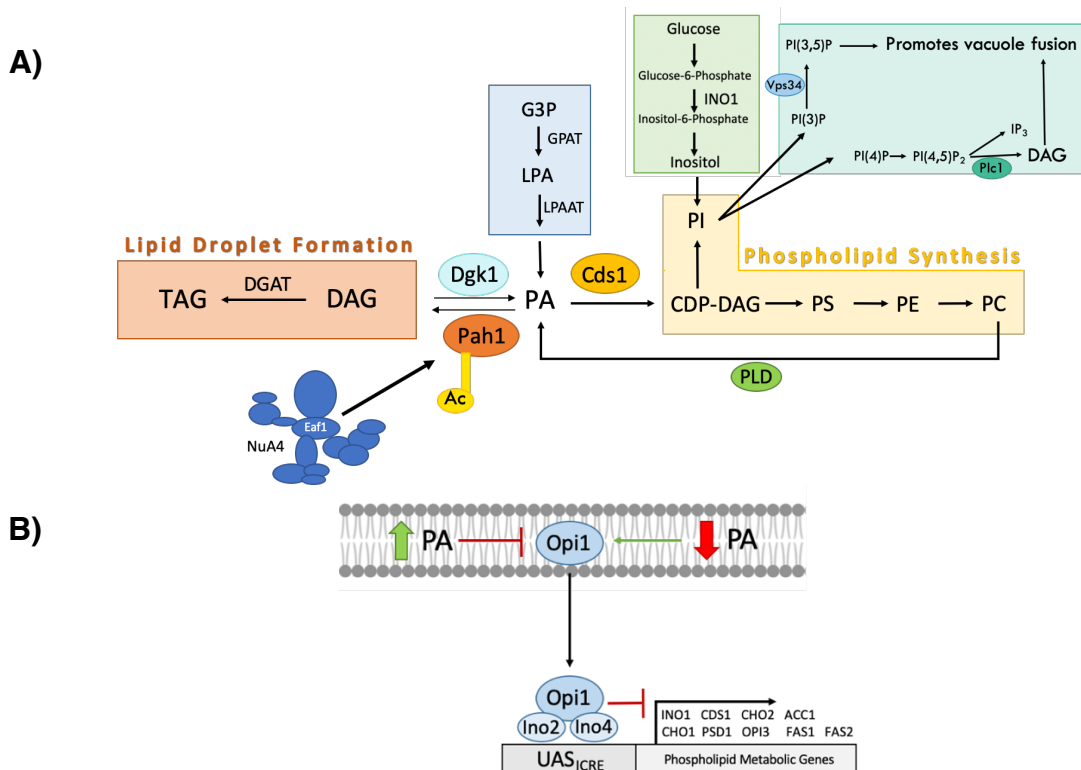 A)
Glucose
Glucose-6-Phosphate
INO1
Inositol-6-Phosphate
Inositol
PI(3,5)P
Promotes vacuole fusion
Vps34
PI(3)P
IP3
PI(4)P
PI(4,5)P2
DAG
Plc1
G3P
GPAT
LPA
LPAAT
PI
Lipid Droplet Formation
Phospholipid Synthesis
TAG
DGAT
DAG
Dgk1
PA
Cds1
CDP-DAG
PS
PE
PC
Pah1
Ac
PLD
Eaf1
NuA4
B)
PA
Opi1
PA
Opi1
Ino2
Ino4
INO1 CDS1 CHO2 ACC1
CHO1 PSD1 OPI3 FAS1 FAS2
UASICRE
Phospholipid Metabolic Genes